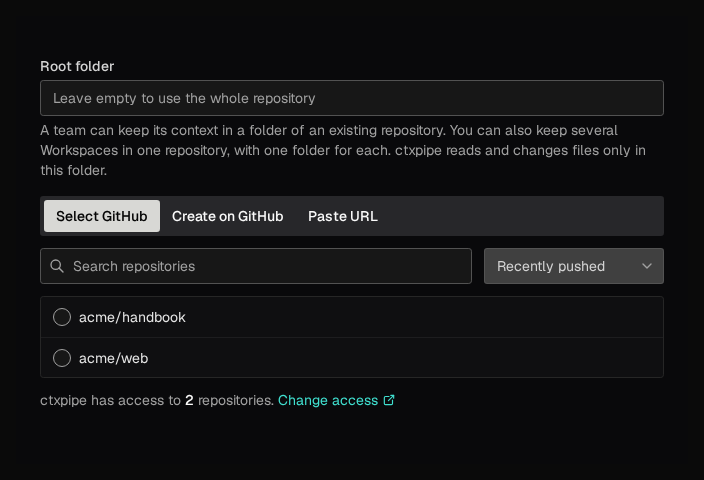 Root folder
Leave empty to use the whole repository
A team can keep its context in a folder of an existing repository. You can also keep several
Workspaces in one repository, with one folder for each. ctxpipe reads and changes files only in
this folder.
Select GitHub Create on GitHub Paste URL
Search repositories Recently pushed
acme/handbook
acme/web
ctxpipe has access to 2 repositories. Change access